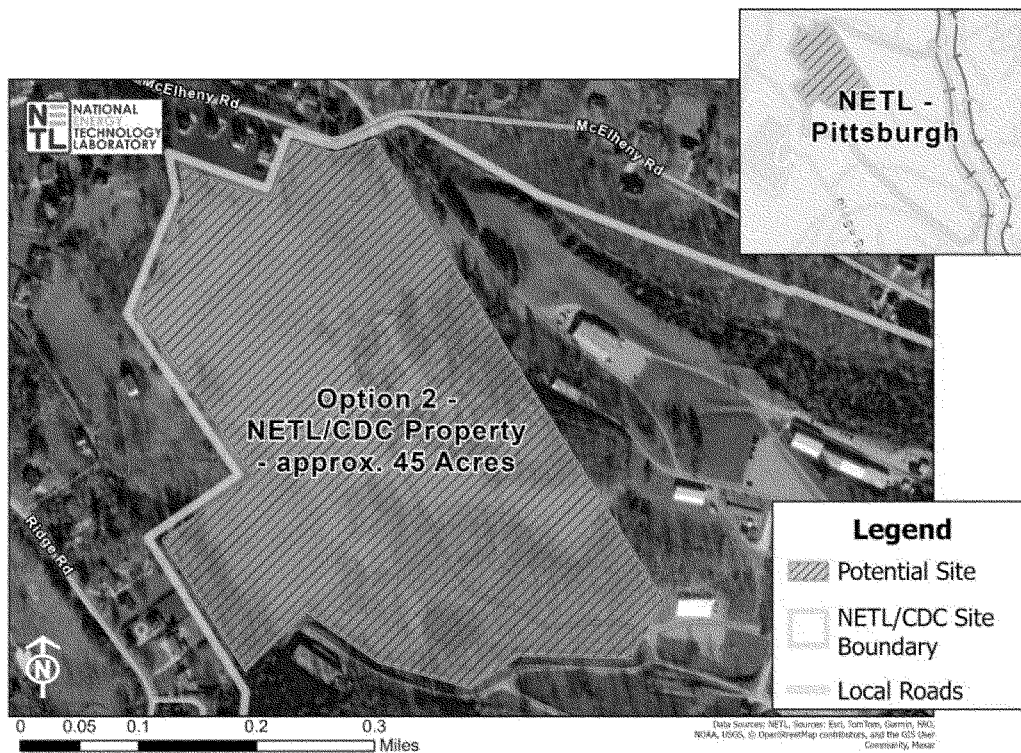 NETL
NATIONAL
ENERGY
TECHNOLOGY
LABORATORY
McElheny Rd
McElheny Rd
NETL -
Pittsburgh
Option 2 -
NETL/CDC Property
- approx. 45 Acres
Ridge Rd
N
Legend
Potential Site
NETL/CDC Site
Boundary
Local Roads
0 0.05 0.1 0.2 0.3
Miles
Data Sources: NETL, Sources: Esri, TomTom, Garmin, FAO,
NOAA, USGS, © OpenStreetMap contributors, and the GIS User
Community, Maxar